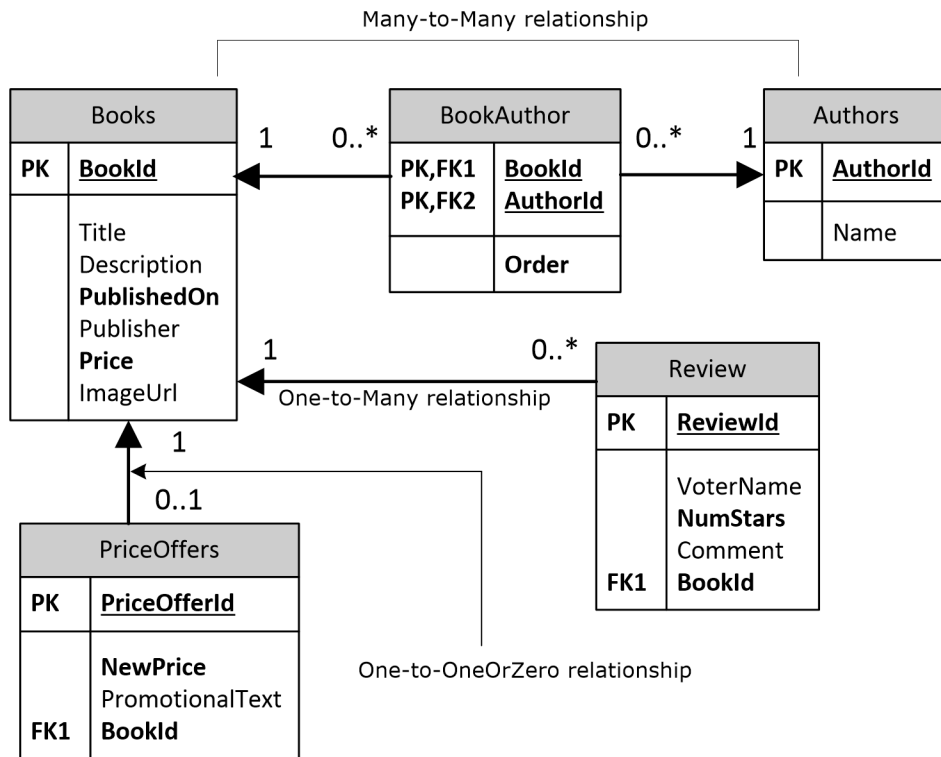 Many-to-Many relationship
Books
PK BookId
Title
Description
PublishedOn
Publisher
Price
ImageUrl
1 0..*
BookAuthor
PK,FK1 BookId
PK,FK2 AuthorId
Order
0..* 1
Authors
PK AuthorId
Name
1 0..*
One-to-Many relationship
Review
PK ReviewId
VoterName
NumStars
Comment
FK1 BookId
1
0..1
PriceOffers
PK PriceOfferId
NewPrice
PromotionalText
FK1 BookId
One-to-OneOrZero relationship